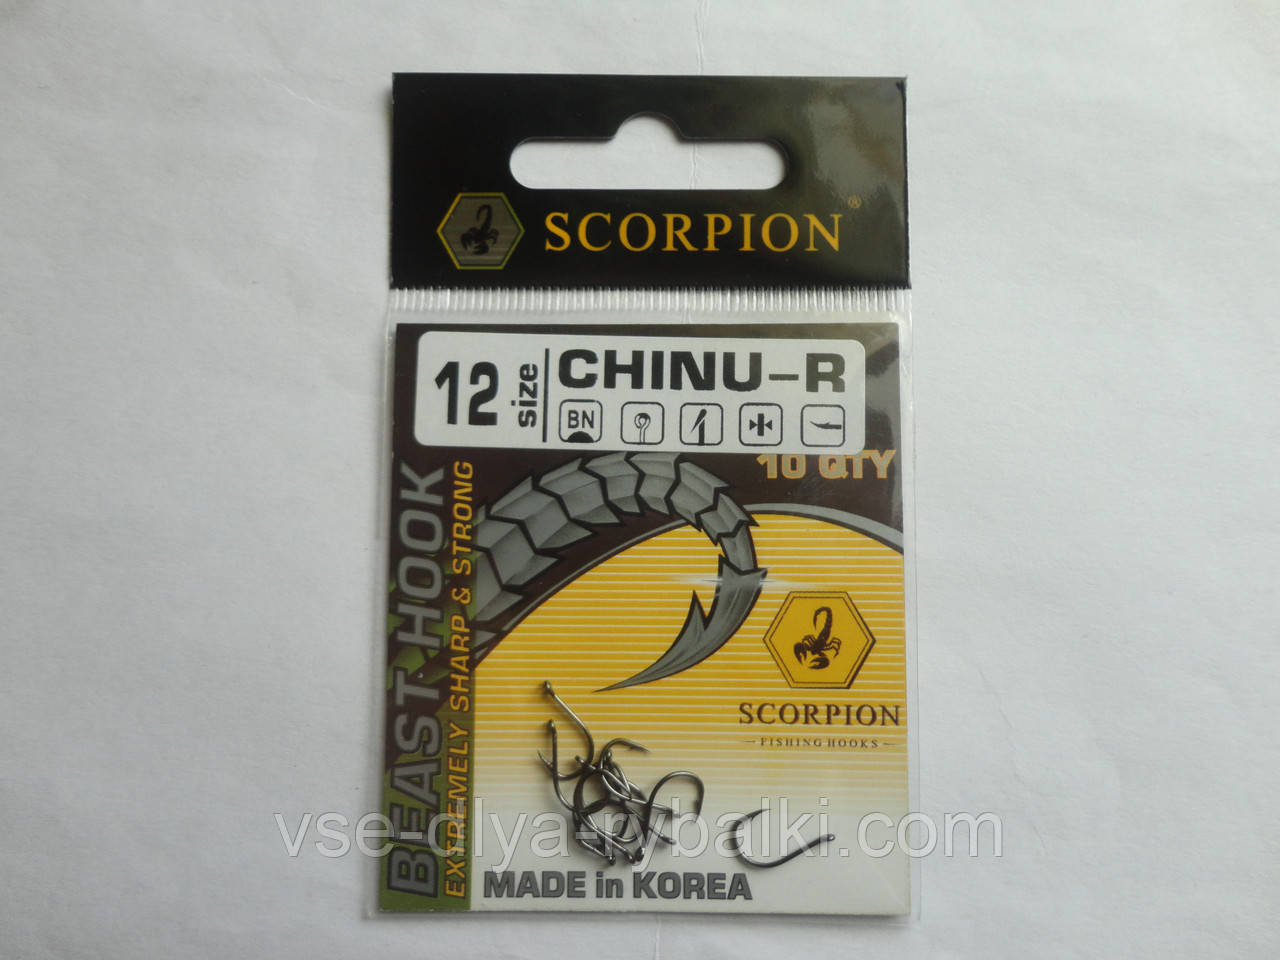 SCORPION®
12 size
CHINU-R
BN
10 QTY
BEAST HOOK
EXTREMELY SHARP & STRONG
SCORPION
FISHING HOOKS
vse-dlya-rybalki.com
MADE in KOREA